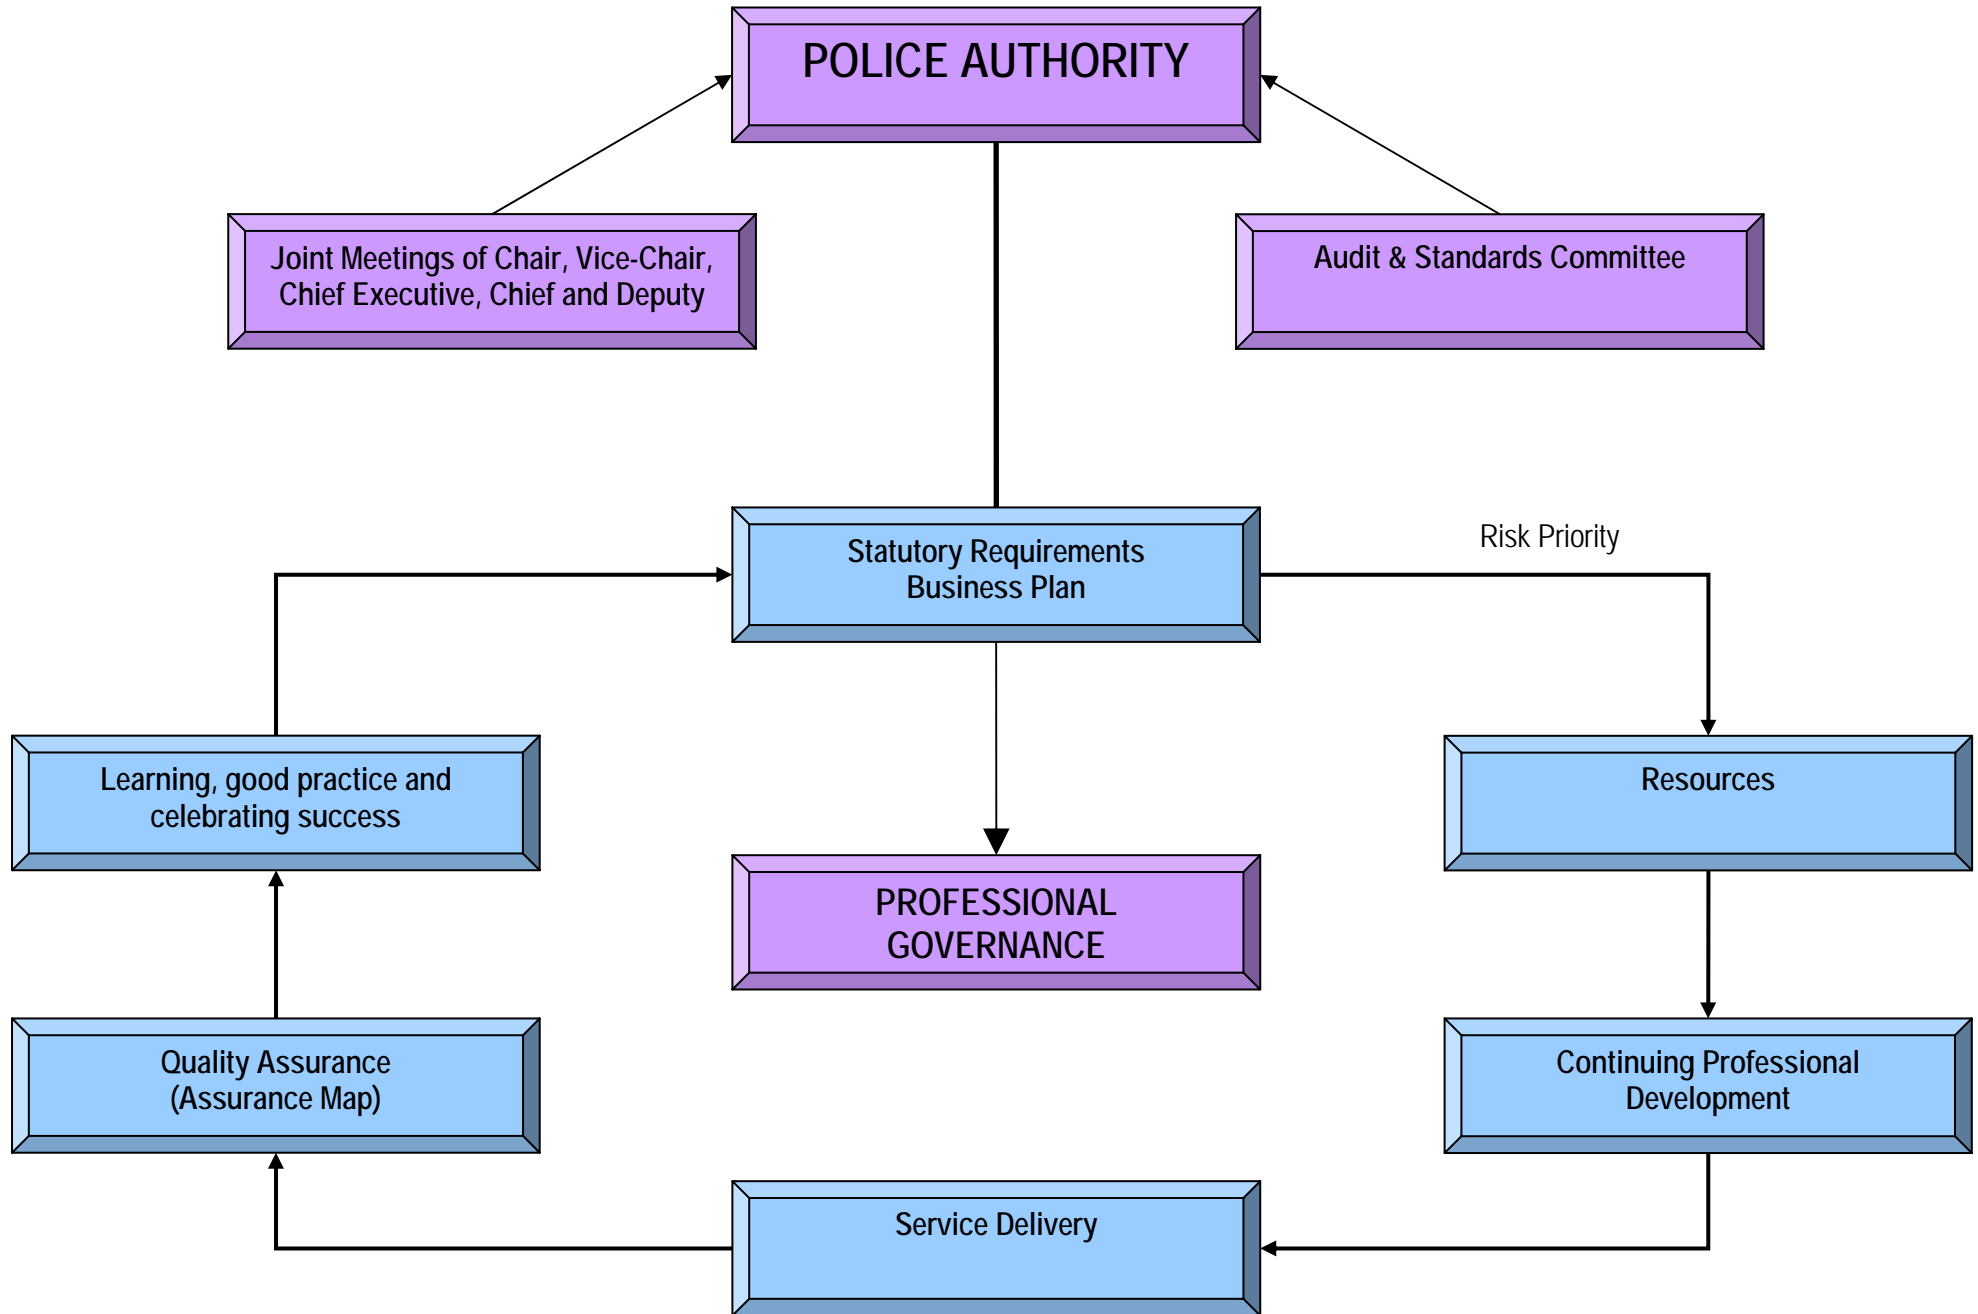 POLICE AUTHORITY
Joint Meetings of Chair, Vice-Chair,
Chief Executive, Chief and Deputy
Audit & Standards Committee
Statutory Requirements
Business Plan
Risk Priority
Learning, good practice and
celebrating success
Resources
PROFESSIONAL
GOVERNANCE
Quality Assurance
(Assurance Map)
Continuing Professional
Development
Service Delivery